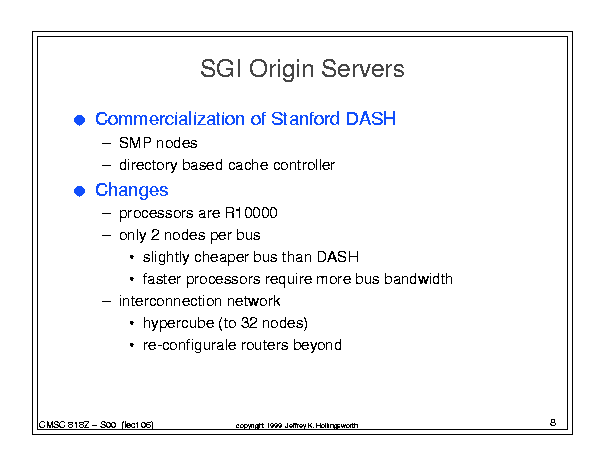 SGI Origin Servers
● Commercialization of Stanford DASH
– SMP nodes
– directory based cache controller
● Changes
– processors are R10000
– only 2 nodes per bus
• slightly cheaper bus than DASH
• faster processors require more bus bandwidth
– interconnection network
• hypercube (to 32 nodes)
• re-configurale routers beyond
CMSC 818Z – S00 (lect06)
copyright 1999 Jeffrey K. Hollingsworth
8